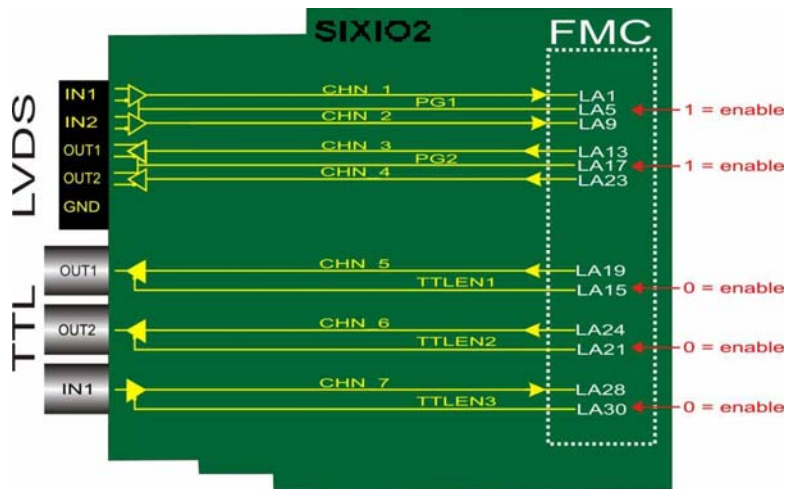 SIXIO2
FMC
LVDS
IN1
CHN 1
LA1
PG1
LA5
1 = enable
IN2
CHN 2
LA9
OUT1
CHN 3
LA13
PG2
LA17
1 = enable
OUT2
CHN 4
LA23
GND
TTL
OUT1
CHN 5
LA19
TTLEN1
LA15
0 = enable
OUT2
CHN 6
LA24
TTLEN2
LA21
0 = enable
IN1
CHN 7
LA28
TTLEN3
LA30
0 = enable